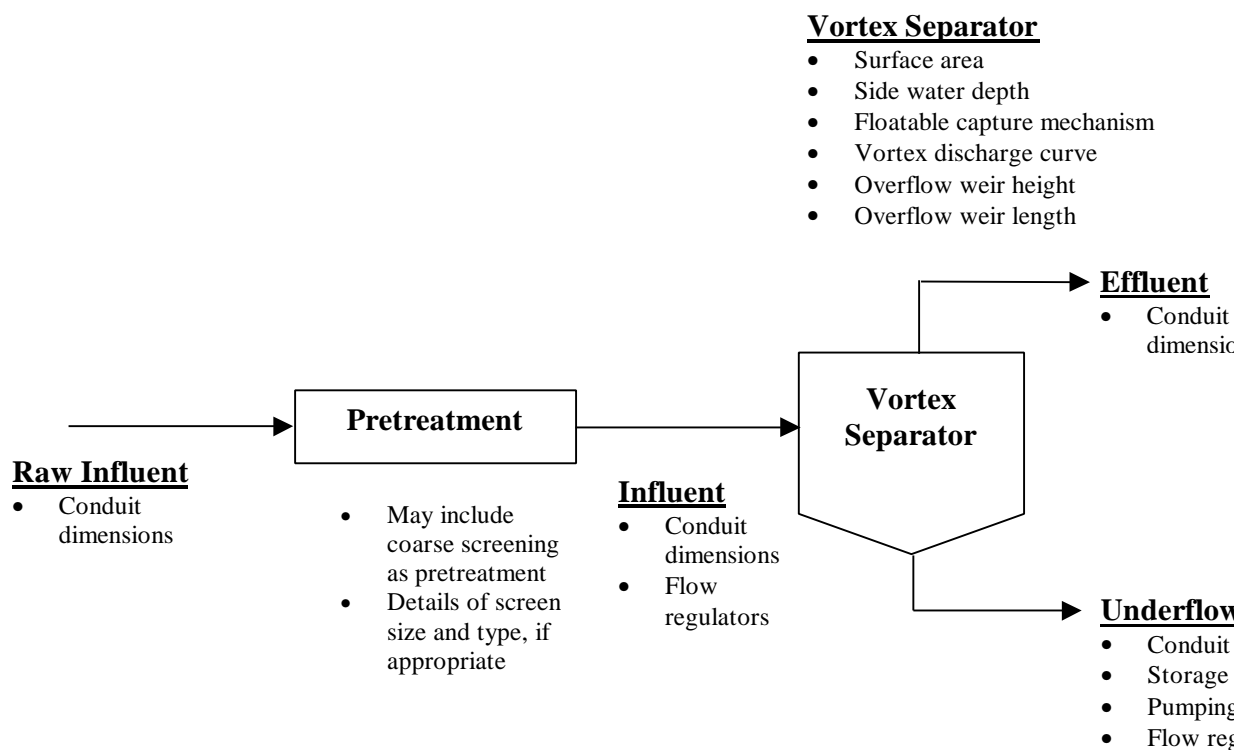 Vortex Separator
• Surface area
• Side water depth
• Floatable capture mechanism
• Vortex discharge curve
• Overflow weir height
• Overflow weir length
Effluent
• Conduit
Pretreatment
Vortex
Separator
Raw Influent
• Conduit
dimensions
• May include
coarse screening
as pretreatment
• Details of screen
size and type, if
appropriate
Influent
• Conduit
dimensions
• Flow
regulators
Underflow
• Conduit
• Storage
• Pumping
• Flow